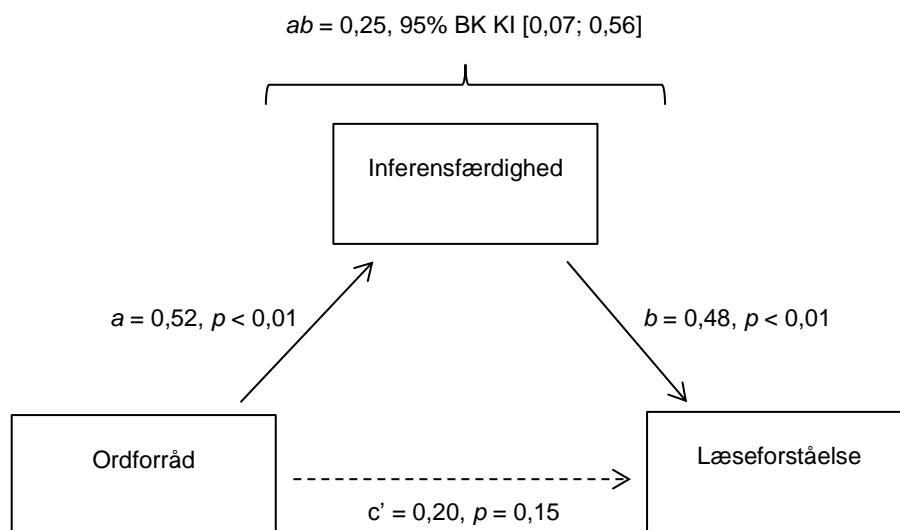 ab = 0,25, 95% BK KI [0,07; 0,56]
Inferensfærdighed
a = 0,52, p < 0,01
b = 0,48, p < 0,01
Ordforråd
Læseforståelse
c’ = 0,20, p = 0,15